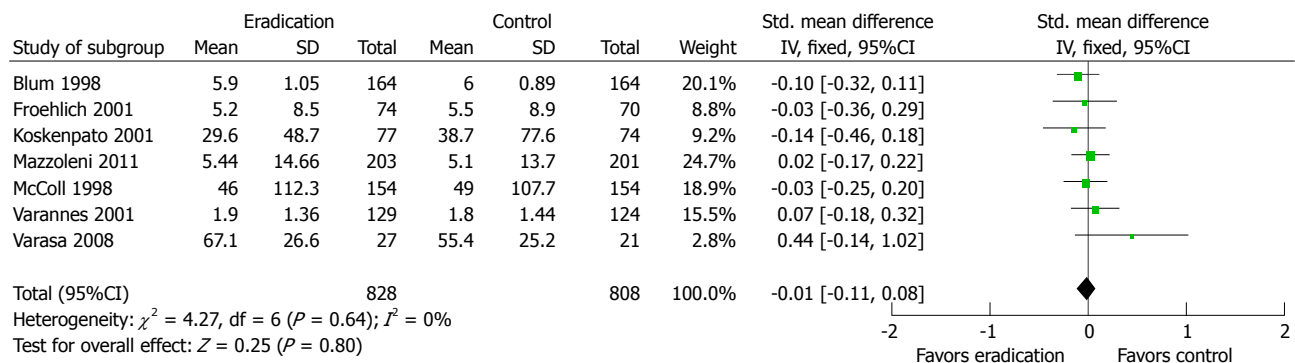 Eradication Control Std. mean difference Std. mean difference
Study of subgroup Mean SD Total Mean SD Total Weight IV, fixed, 95%CI IV, fixed, 95%CI
Blum 1998 5.9 1.05 164 6 0.89 164 20.1% -0.10 [-0.32, 0.11]
Froehlich 2001 5.2 8.5 74 5.5 8.9 70 8.8% -0.03 [-0.36, 0.29]
Koskenpato 2001 29.6 48.7 77 38.7 77.6 74 9.2% -0.14 [-0.46, 0.18]
Mazzoleni 2011 5.44 14.66 203 5.1 13.7 201 24.7% 0.02 [-0.17, 0.22]
McColl 1998 46 112.3 154 49 107.7 154 18.9% -0.03 [-0.25, 0.20]
Varannes 2001 1.9 1.36 129 1.8 1.44 124 15.5% 0.07 [-0.18, 0.32]
Varasa 2008 67.1 26.6 27 55.4 25.2 21 2.8% 0.44 [-0.14, 1.02]
Total (95%CI) 828 808 100.0% -0.01 [-0.11, 0.08]
Heterogeneity: χ² = 4.27, df = 6 (P = 0.64); I² = 0%
Test for overall effect: Z = 0.25 (P = 0.80)
-2 -1 0 1 2
Favors eradication Favors control